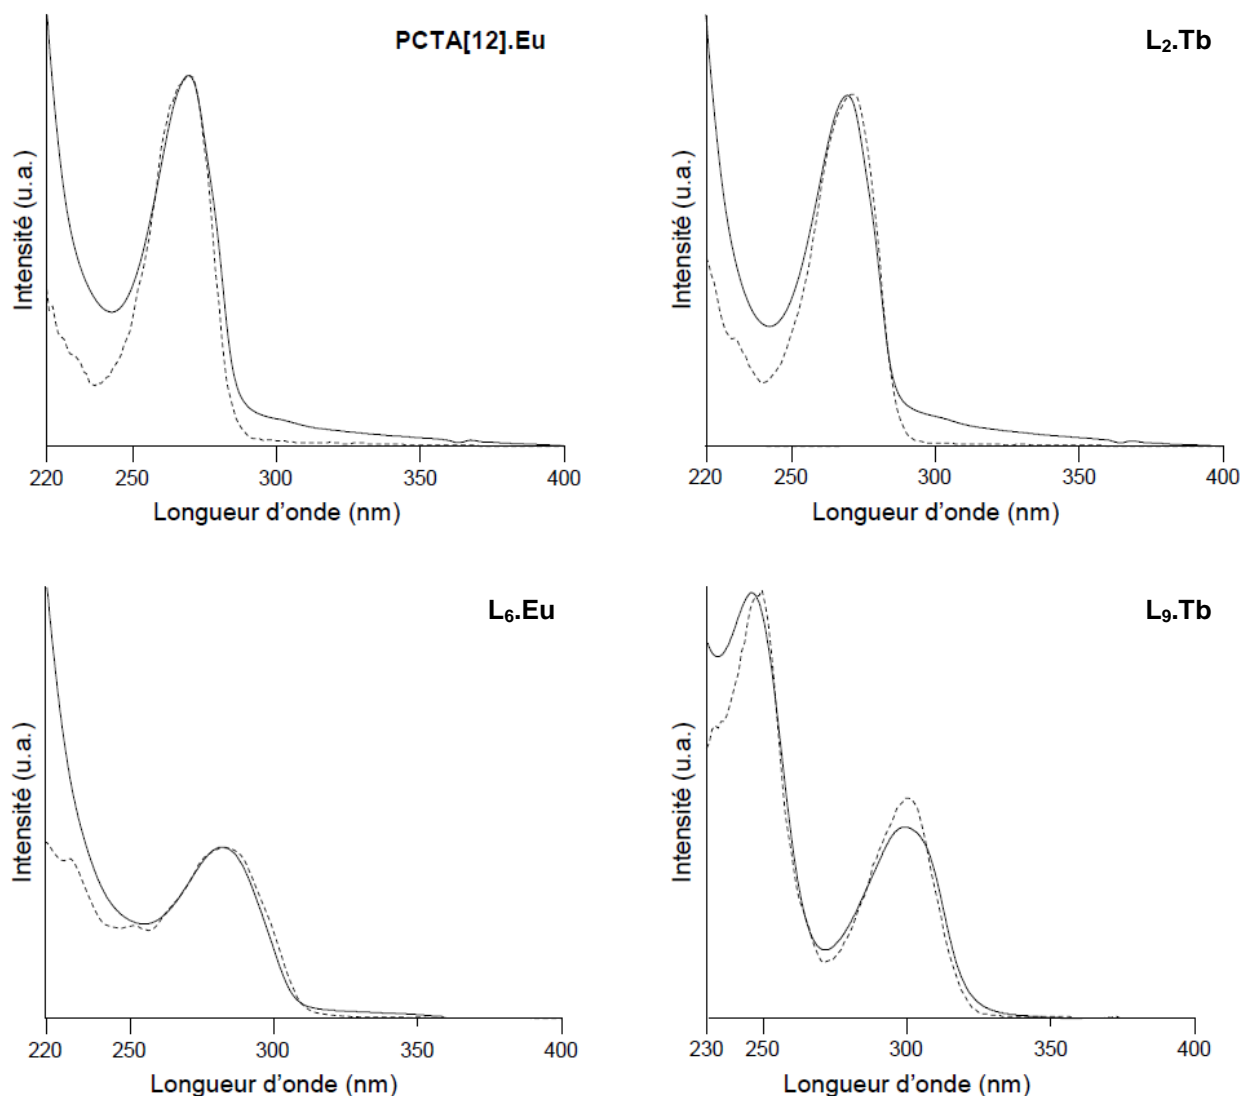 PCTA[12].Eu
Intensité (u.a.)
220 250 300 350 400
Longueur d'onde (nm)
L₂.Tb
Intensité (u.a.)
220 250 300 350 400
Longueur d'onde (nm)
L₆.Eu
Intensité (u.a.)
220 250 300 350 400
Longueur d'onde (nm)
L₉.Tb
Intensité (u.a.)
230 250 300 350 400
Longueur d'onde (nm)